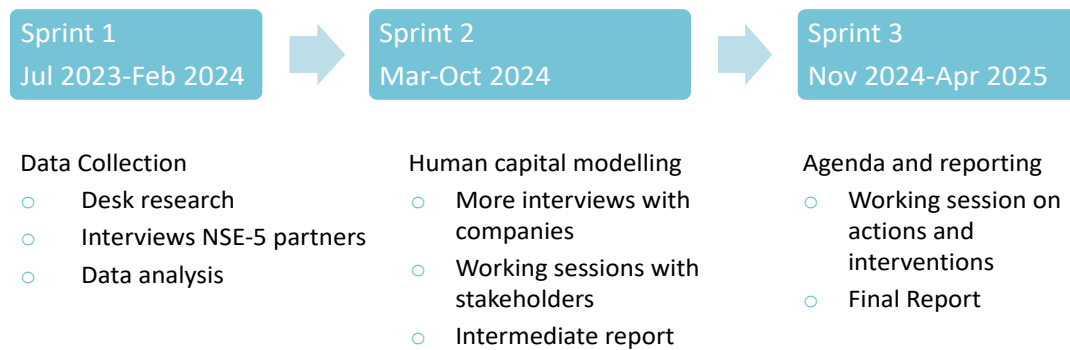 Sprint 1
Jul 2023-Feb 2024
Sprint 2
Mar-Oct 2024
Sprint 3
Nov 2024-Apr 2025
Data Collection
Desk research
Interviews NSE-5 partners
Data analysis
Human capital modelling
More interviews with
companies
Working sessions with
stakeholders
Intermediate report
Agenda and reporting
Working session on
actions and
interventions
Final Report